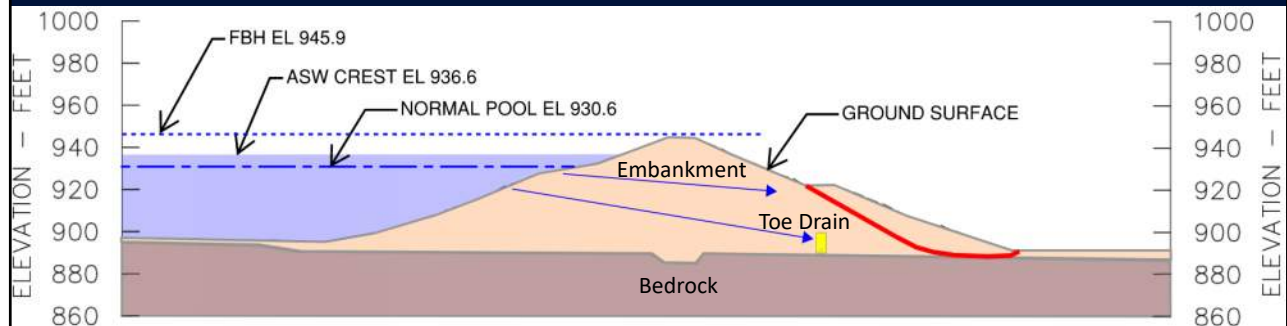 1000
980
960
940
920
900
880
860
ELEVATION – FEET
FBH EL 945.9
ASW CREST EL 936.6
NORMAL POOL EL 930.6
GROUND SURFACE
Embankment
Toe Drain
Bedrock
1000
980
960
940
920
900
880
860
ELEVATION – FEET